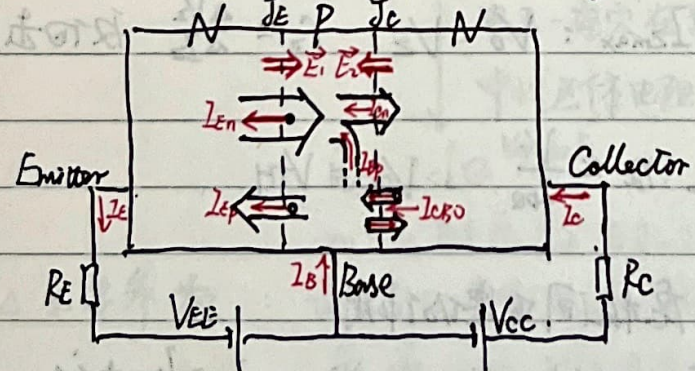 N JE P JC N
E₁ E₂
IEn Icn
IBp
Emitter Collector
IE IEp ICBO IC
RE IB Base RC
VEE VCC